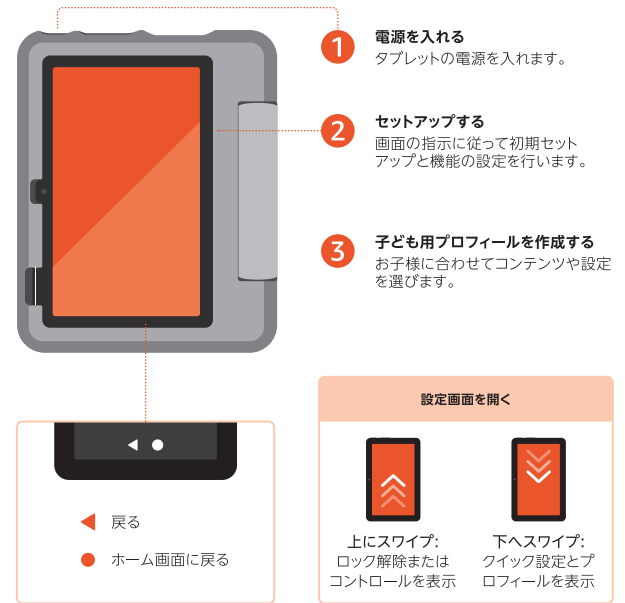 1
電源を入れる
タブレットの電源を入れます。
2
セットアップする
画面の指示に従って初期セット
アップと機能の設定を行います。
3
子ども用プロフィールを作成する
お子様に合わせてコンテンツや設定
を選びます。
戻る
ホーム画面に戻る
設定画面を開く
上にスワイプ:
ロック解除または
コントロールを表示
下へスワイプ:
クイック設定とプ
ロフィールを表示